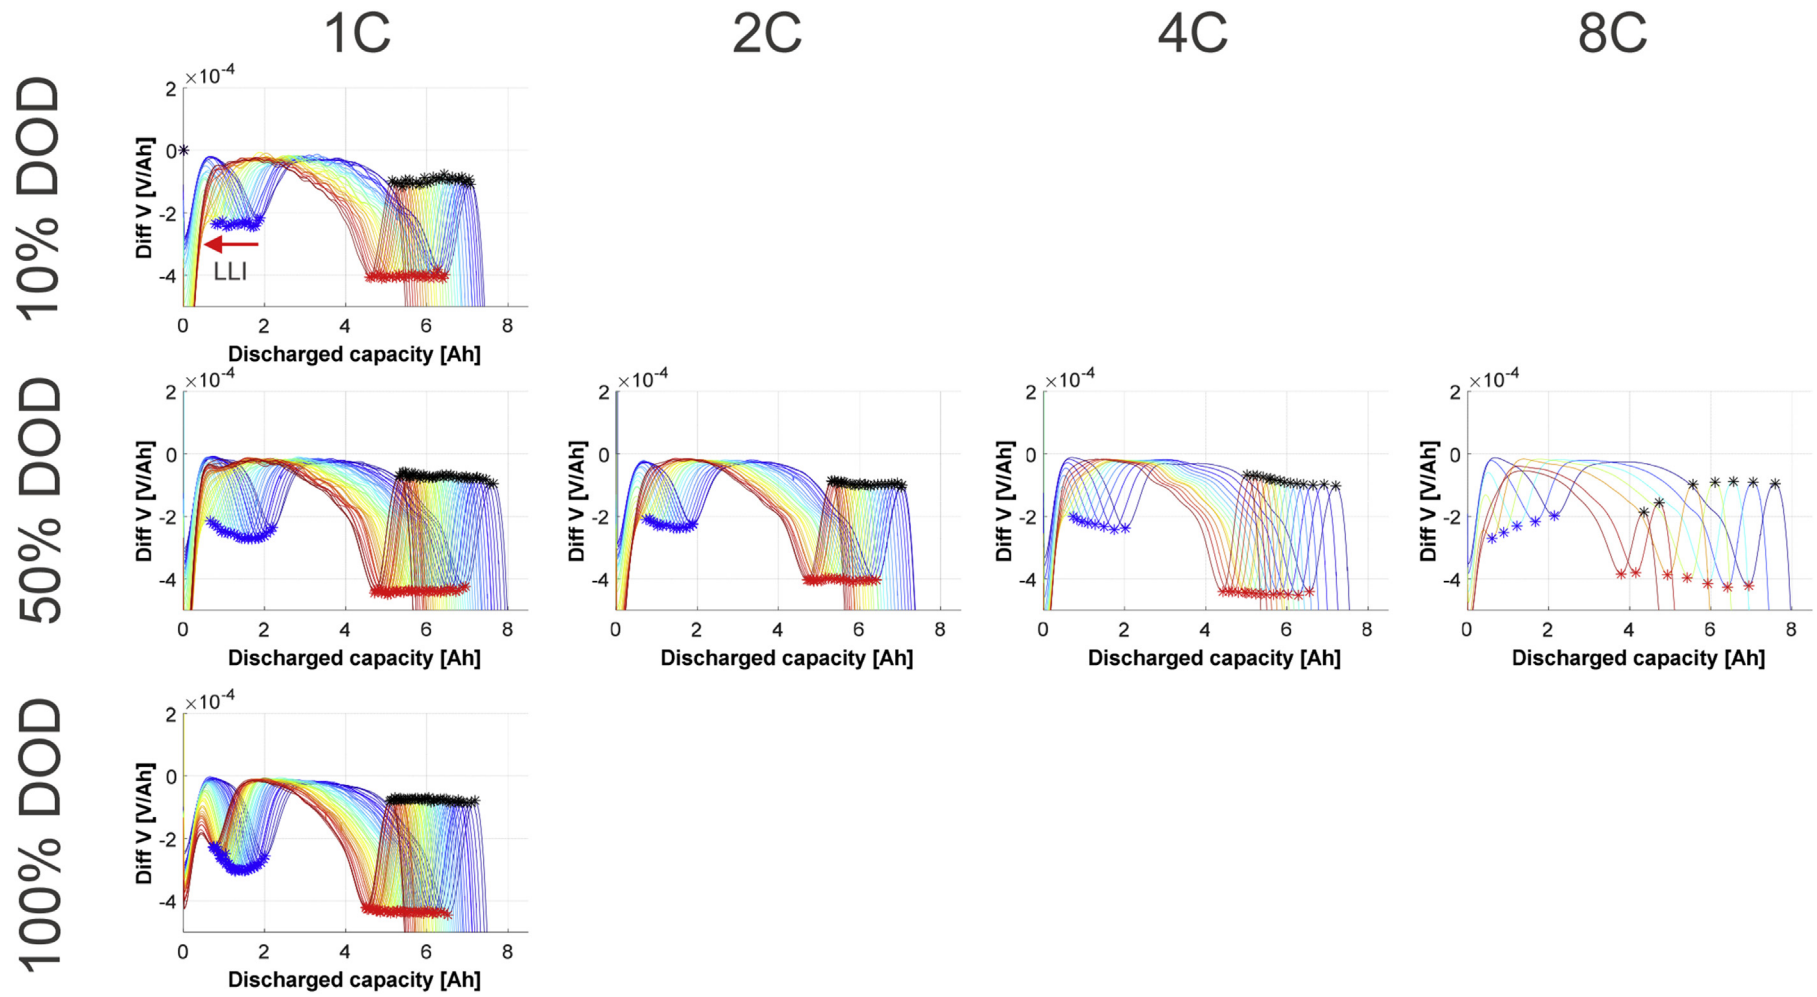 1C 2C 4C 8C
10% DOD
×10-4
2
0
-2
-4
Diff V [V/Ah]
LLI
0 2 4 6 8
Discharged capacity [Ah]
50% DOD
×10-4 ×10-4 ×10-4 ×10-4
2 2 2 2
0 0 0 0
-2 -2 -2 -2
-4 -4 -4 -4
Diff V [V/Ah] Diff V [V/Ah] Diff V [V/Ah] Diff V [V/Ah]
0 2 4 6 8 0 2 4 6 8 0 2 4 6 8 0 2 4 6 8
Discharged capacity [Ah] Discharged capacity [Ah] Discharged capacity [Ah] Discharged capacity [Ah]
100% DOD
×10-4
2
0
-2
-4
Diff V [V/Ah]
0 2 4 6 8
Discharged capacity [Ah]